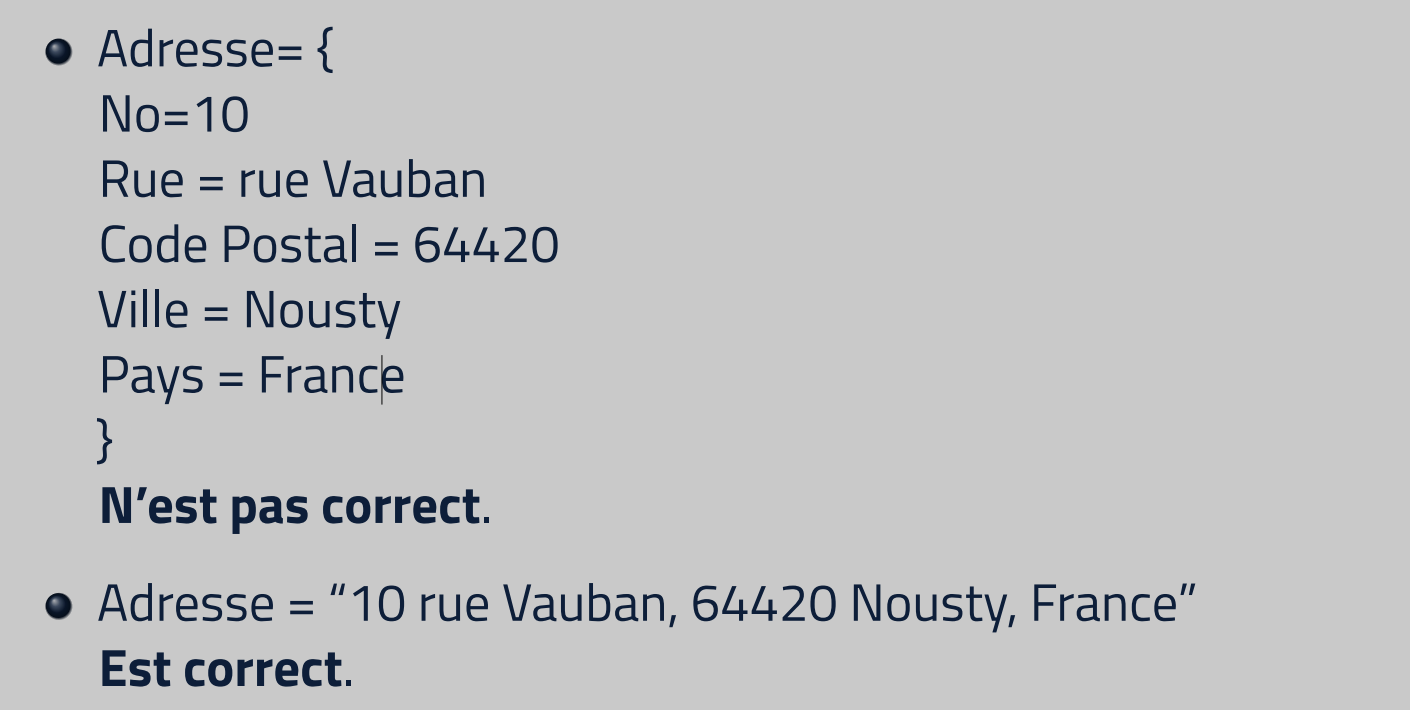 Adresse= {
No=10
Rue = rue Vauban
Code Postal = 64420
Ville = Nousty
Pays = France
}
N’est pas correct.
Adresse = “10 rue Vauban, 64420 Nousty, France”
Est correct.